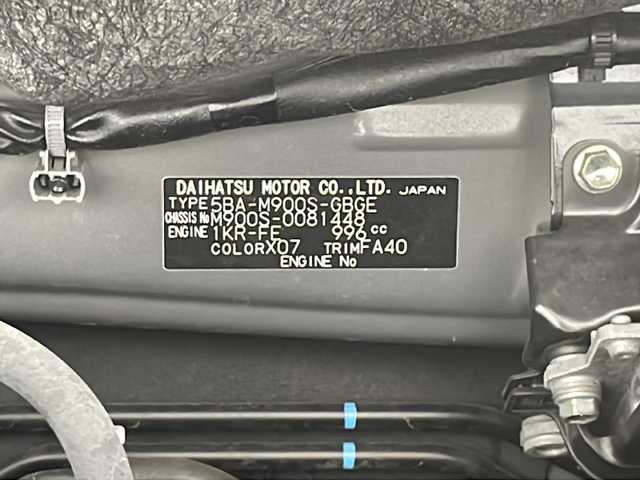 DAIHATSU MOTOR CO.,LTD. JAPAN
TYPE 5BA-M900S-GBGE
CHASSIS No M900S-0081448
ENGINE 1KR-FE 996 cc
COLOR X07 TRIM FA40
ENGINE No